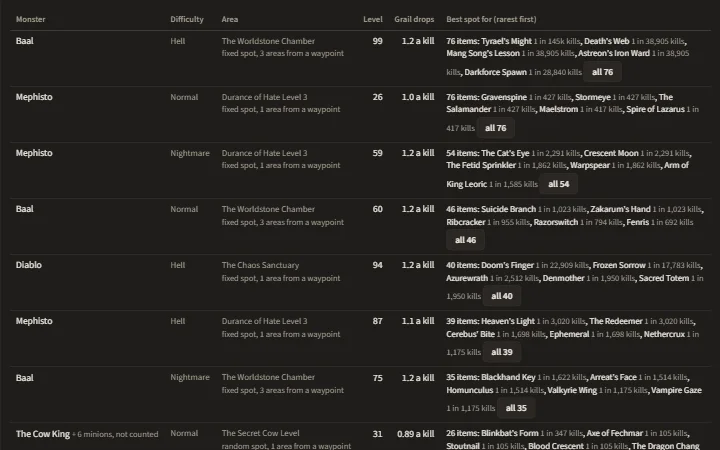 Monster Difficulty Area Level Grail drops Best spot for (rarest first)
Baal Hell The Worldstone Chamber 99 1.2 a kill 76 items: Tyrael's Might 1 in 145k kills, Death's Web 1 in 38,905 kills,
fixed spot, 3 areas from a waypoint Mang Song's Lesson 1 in 38,905 kills, Astreon's Iron Ward 1 in 38,905
kills, Darkforce Spawn 1 in 28,840 kills all 76
Mephisto Normal Durance of Hate Level 3 26 1.0 a kill 76 items: Gravenspine 1 in 427 kills, Stormeye 1 in 427 kills, The
fixed spot, 1 area from a waypoint Salamander 1 in 427 kills, Maelstrom 1 in 417 kills, Spire of Lazarus 1 in
417 kills all 76
Mephisto Nightmare Durance of Hate Level 3 59 1.2 a kill 54 items: The Cat's Eye 1 in 2,291 kills, Crescent Moon 1 in 2,291 kills,
fixed spot, 1 area from a waypoint The Fetid Sprinkler 1 in 1,862 kills, Warpspear 1 in 1,862 kills, Arm of
King Leoric 1 in 1,585 kills all 54
Baal Normal The Worldstone Chamber 60 1.2 a kill 46 items: Suicide Branch 1 in 1,023 kills, Zakarum's Hand 1 in 1,023 kills,
fixed spot, 3 areas from a waypoint Ribcracker 1 in 955 kills, Razorswitch 1 in 794 kills, Fenris 1 in 692 kills
all 46
Diablo Hell The Chaos Sanctuary 94 1.2 a kill 40 items: Doom's Finger 1 in 22,909 kills, Frozen Sorrow 1 in 17,783 kills,
fixed spot, 1 area from a waypoint Azurewrath 1 in 2,512 kills, Denmother 1 in 1,950 kills, Sacred Totem 1 in
1,950 kills all 40
Mephisto Hell Durance of Hate Level 3 87 1.1 a kill 39 items: Heaven's Light 1 in 3,020 kills, The Redeemer 1 in 3,020 kills,
fixed spot, 1 area from a waypoint Cerebus' Bite 1 in 1,698 kills, Ephemeral 1 in 1,698 kills, Nethercrux 1 in
1,175 kills all 39
Baal Nightmare The Worldstone Chamber 75 1.2 a kill 35 items: Blackhand Key 1 in 1,622 kills, Arreat's Face 1 in 1,514 kills,
fixed spot, 3 areas from a waypoint Homunculus 1 in 1,514 kills, Valkyrie Wing 1 in 1,175 kills, Vampire Gaze
1 in 1,175 kills all 35
The Cow King + 6 minions, not counted Normal The Secret Cow Level 31 0.89 a kill 26 items: Blinkbat's Form 1 in 347 kills, Axe of Fechmar 1 in 105 kills,
random spot, 1 area from a waypoint Stoutnail 1 in 105 kills, Blood Crescent 1 in 105 kills, The Dragon Chang